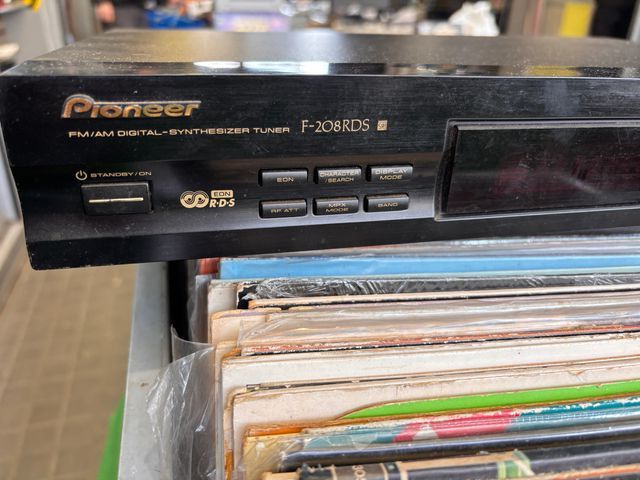 Pioneer
FM/AM DIGITAL-SYNTHESIZER TUNER F-208RDS
STANDBY/ON
EON
R·D·S
EON
CHARACTER
/SEARCH
DISPLAY
MODE
RF ATT
MPX
MODE
BAND